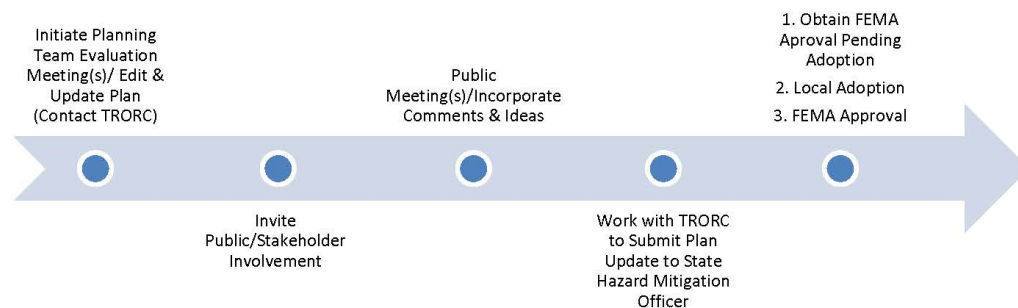 Initiate Planning
Team Evaluation
Meeting(s)/ Edit &
Update Plan
(Contact TRORC)
Invite
Public/Stakeholder
Involvement
Public
Meeting(s)/Incorporate
Comments & Ideas
Work with TRORC
to Submit Plan
Update to State
Hazard Mitigation
Officer
1. Obtain FEMA
Aproval Pending
Adoption
2. Local Adoption
3. FEMA Approval